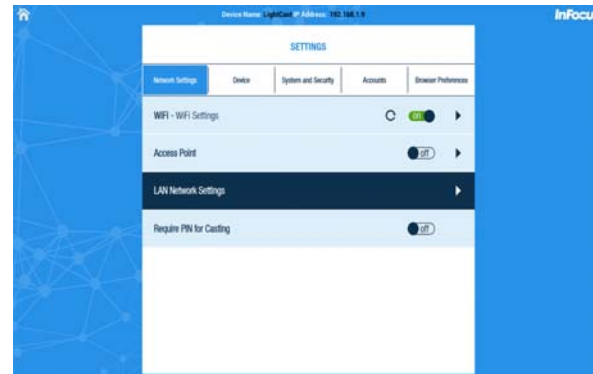 Device Name: LightCast IP Address: 192.168.1.9
InFocu
SETTINGS
Network Settings Device System and Security Accounts Browser Preferences
WiFi - WiFi Settings on
Access Point off
LAN Network Settings
Require PIN for Casting off